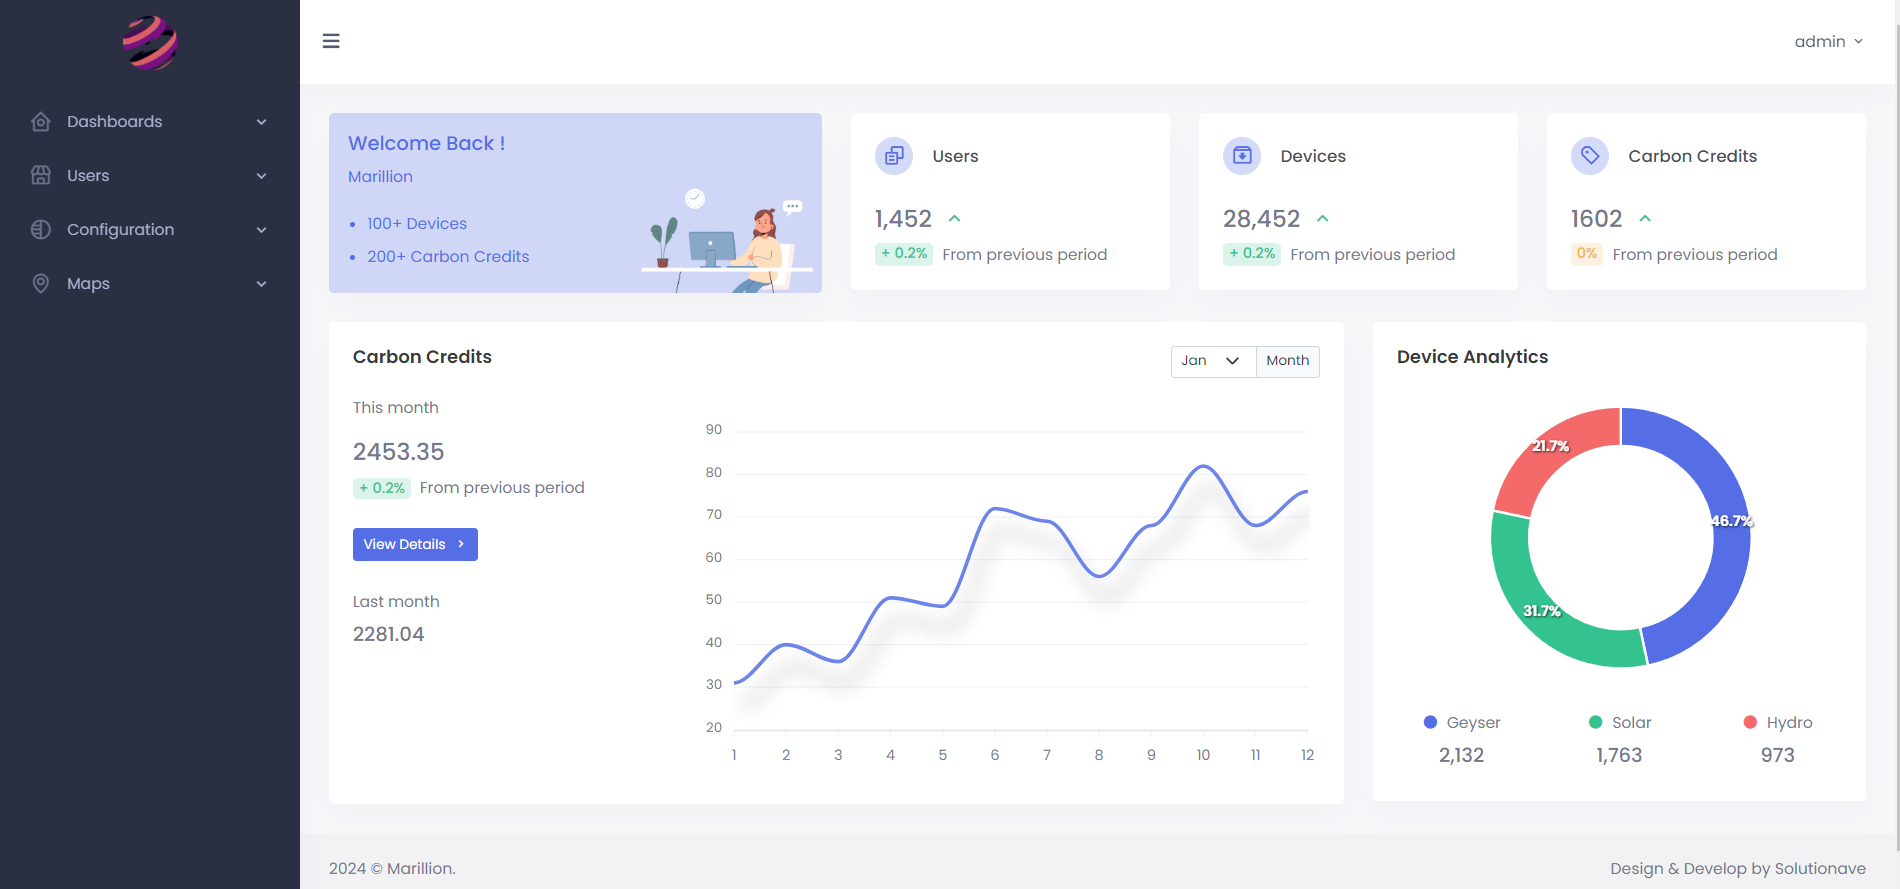 admin
Dashboards
Users
Configuration
Maps
Welcome Back !
Marillion
100+ Devices
200+ Carbon Credits
Users
1,452
+ 0.2% From previous period
Devices
28,452
+ 0.2% From previous period
Carbon Credits
1602
0% From previous period
Carbon Credits
Jan Month
This month
2453.35
+ 0.2% From previous period
View Details
Last month
2281.04
90
80
70
60
50
40
30
20
1 2 3 4 5 6 7 8 9 10 11 12
Device Analytics
21.7%
46.7%
31.7%
Geyser Solar Hydro
2,132 1,763 973
2024 © Marillion.
Design & Develop by Solutionave